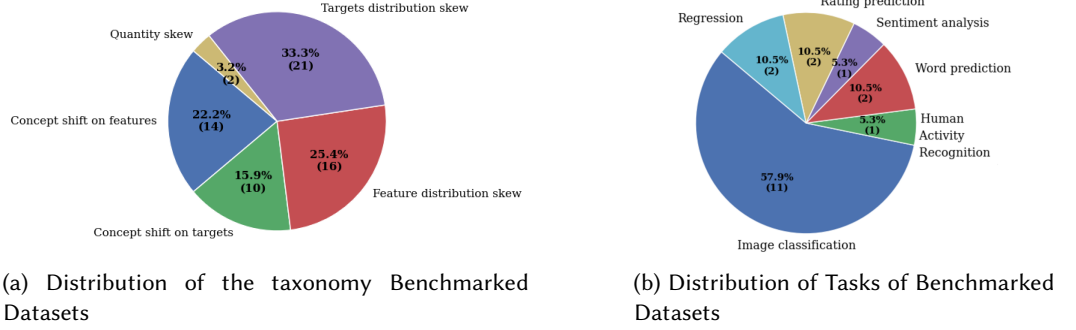 Targets distribution skew
Quantity skew
33.3%
(21)
3.2%
(2)
Concept shift on features
22.2%
(14)
25.4%
(16)
15.9%
(10)
Feature distribution skew
Concept shift on targets
(a) Distribution of the taxonomy Benchmarked
Datasets
Rating prediction
Regression
Sentiment analysis
10.5%
(2)
10.5%
(2)
5.3%
(1)
Word prediction
10.5%
(2)
5.3%
(1)
Human
Activity
Recognition
57.9%
(11)
Image classification
(b) Distribution of Tasks of Benchmarked
Datasets